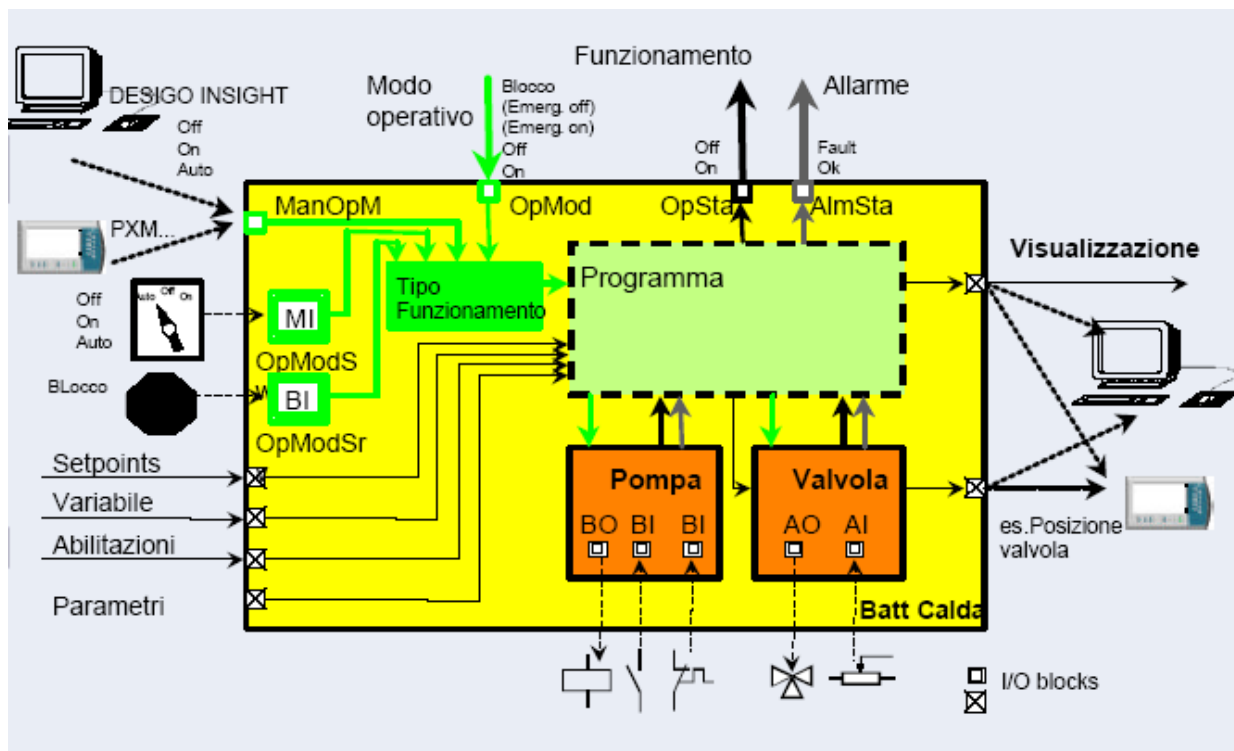 DESIGO INSIGHT
Off
On
Auto
Modo
operativo
Blocco
(Emerg. off)
(Emerg. on)
Off
On
Funzionamento
Off
On
Allarme
Fault
Ok
PXM...
ManOpM
OpMod
OpSta
AlmSta
Visualizzazione
Tipo
Funzionamento
Programma
Off
On
Auto
Auto Off On
MI
OpModS
BLocco
BI
OpModSr
Setpoints
Variabile
Abilitazioni
Parametri
Pompa
BO BI BI
Valvola
AO AI
Batt Calda
es.Posizione
valvola
I/O blocks